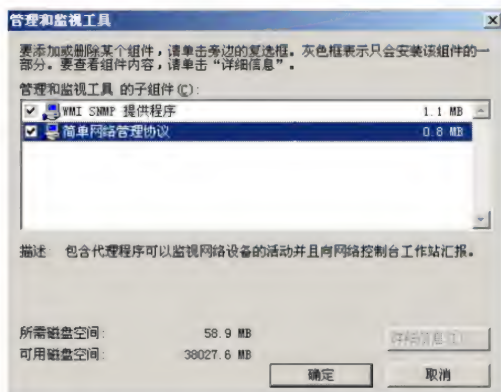 管理和监视工具
要添加或删除某个组件，请单击旁边的复选框。灰色框表示只会安装该组件的一
部分。要查看组件内容，请单击“详细信息”。
管理和监视工具 的子组件(C):
WMI SNMP 提供程序 1.1 MB
简单网络管理协议 0.8 MB
描述: 包含代理程序可以监视网络设备的活动并且向网络控制台工作站汇报。
所需磁盘空间: 58.9 MB
详细信息(D)
可用磁盘空间: 38027.6 MB
确定 取消